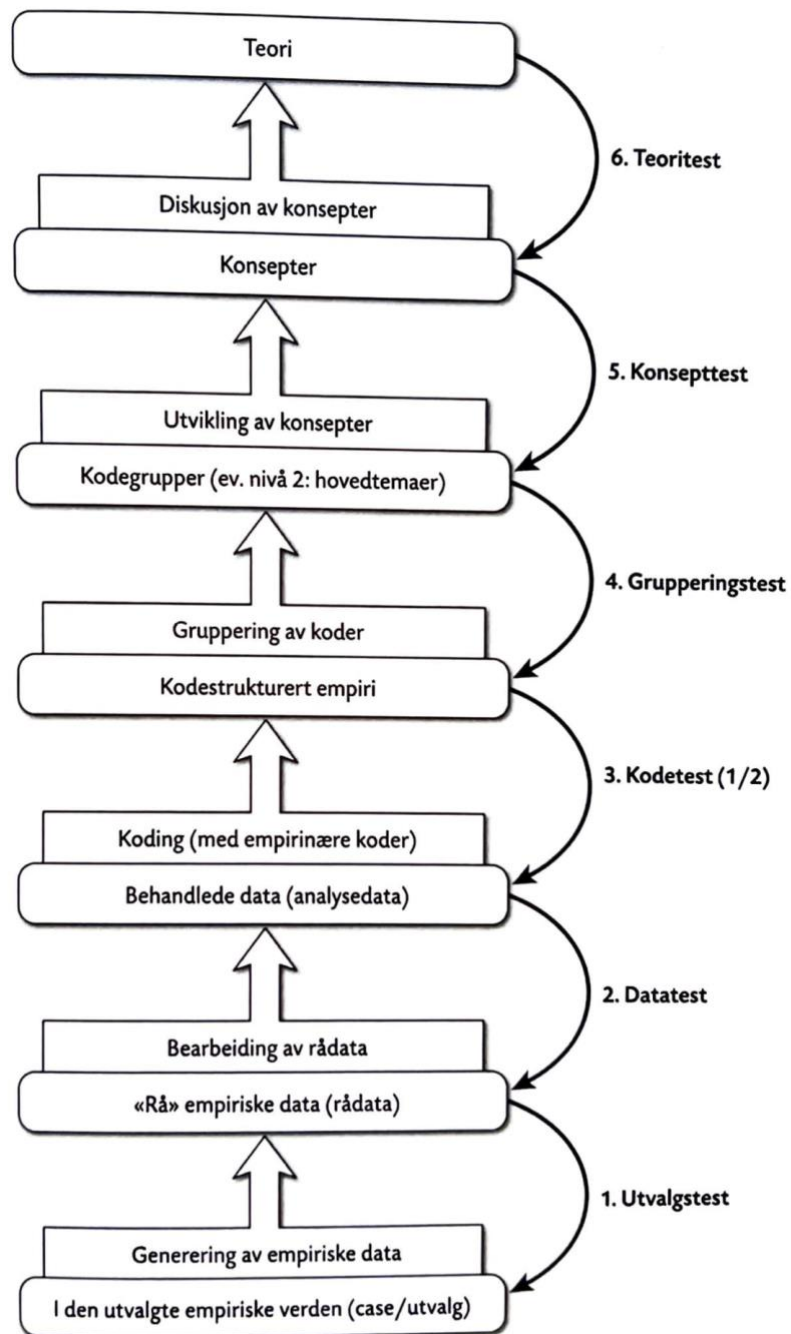 Teori
6. Teoritest
Diskusjon av konsepter
Konsepter
5. Konsepttest
Utvikling av konsepter
Kodegrupper (ev. nivå 2: hovedtemaer)
4. Grupperingstest
Gruppering av koder
Kodestrukturert empiri
3. Kodetest (1/2)
Koding (med empirinære koder)
Behandlede data (analysedata)
2. Datatest
Bearbeiding av rådata
«Rå» empiriske data (rådata)
1. Utvalgstest
Generering av empiriske data
I den utvalgte empiriske verden (case/utvalg)